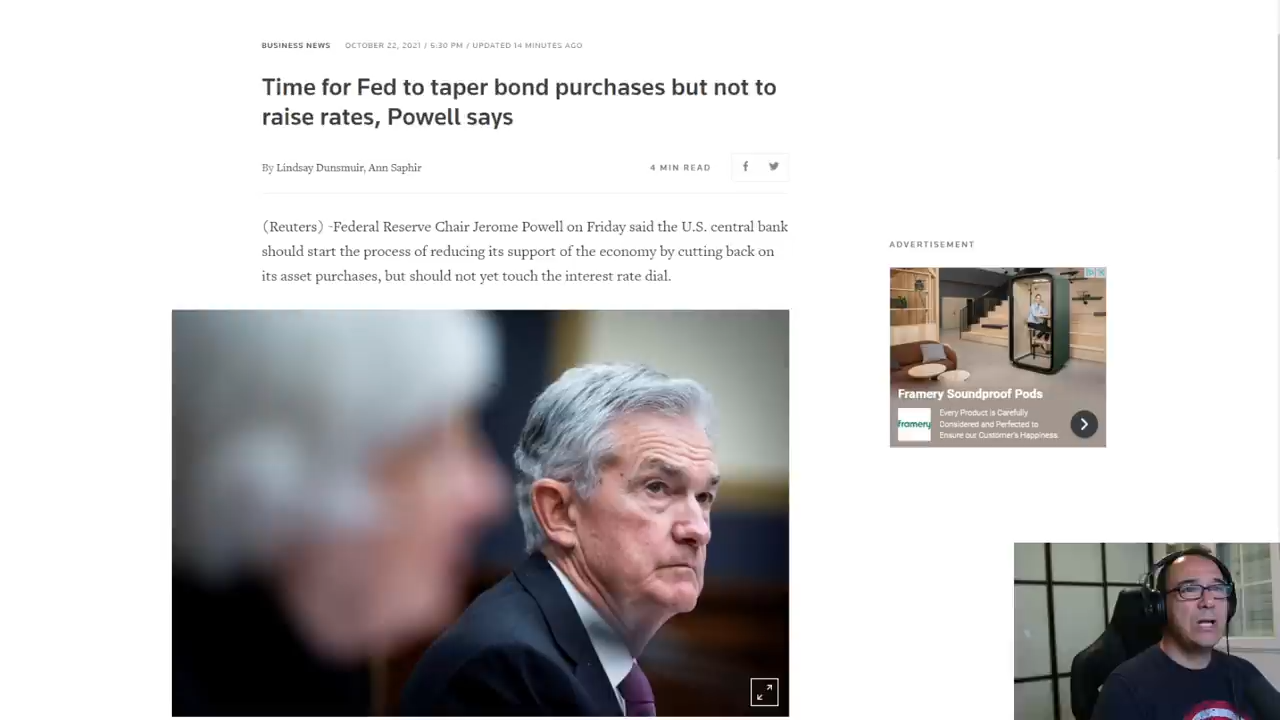 BUSINESS NEWS OCTOBER 22, 2021 / 6:30 PM / UPDATED 14 MINUTES AGO
Time for Fed to taper bond purchases but not to
raise rates, Powell says
By Lindsay Dunsmuir, Ann Saphir
4 MIN READ
(Reuters) -Federal Reserve Chair Jerome Powell on Friday said the U.S. central bank
should start the process of reducing its support of the economy by cutting back on
its asset purchases, but should not yet touch the interest rate dial.
ADVERTISEMENT
Framery Soundproof Pods
framery
Every Product is Carefully
Considered and Perfected to
Ensure our Customer's Happiness.